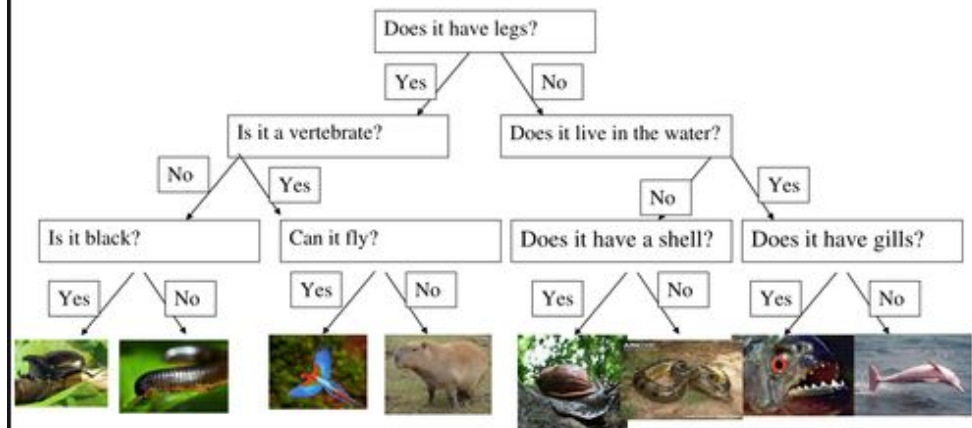 Does it have legs?
Yes
No
Is it a vertebrate?
Does it live in the water?
No
Yes
No
Yes
Is it black?
Can it fly?
Does it have a shell?
Does it have gills?
Yes
No
Yes
No
Yes
No
Yes
No